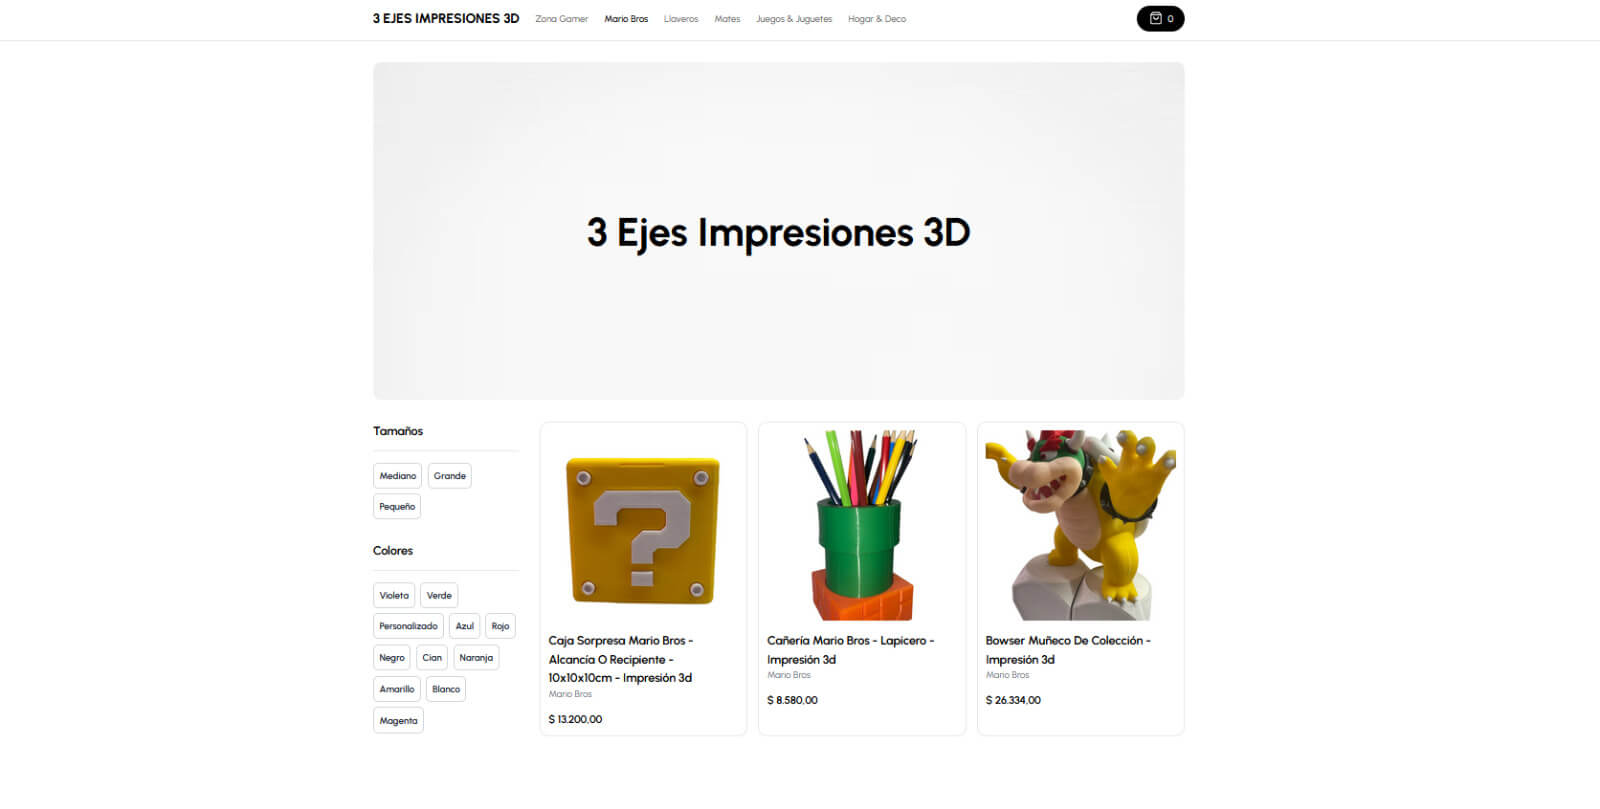 3 EJES IMPRESIONES 3D
Zona Gamer
Mario Bros
Llaveros
Mates
Juegos & Juguetes
Hogar & Deco
0
3 Ejes Impresiones 3D
Tamaños
Mediano
Grande
Pequeño
Colores
Violeta
Verde
Personalizado
Azul
Rojo
Negro
Cian
Naranja
Amarillo
Blanco
Magenta
?
Caja Sorpresa Mario Bros -
Alcancía O Recipiente -
10x10x10cm - Impresión 3d
Mario Bros
$ 13.200,00
Cañería Mario Bros - Lapicero -
Impresión 3d
Mario Bros
$ 8.580,00
Bowser Muñeco De Colección -
Impresión 3d
Mario Bros
$ 26.334,00